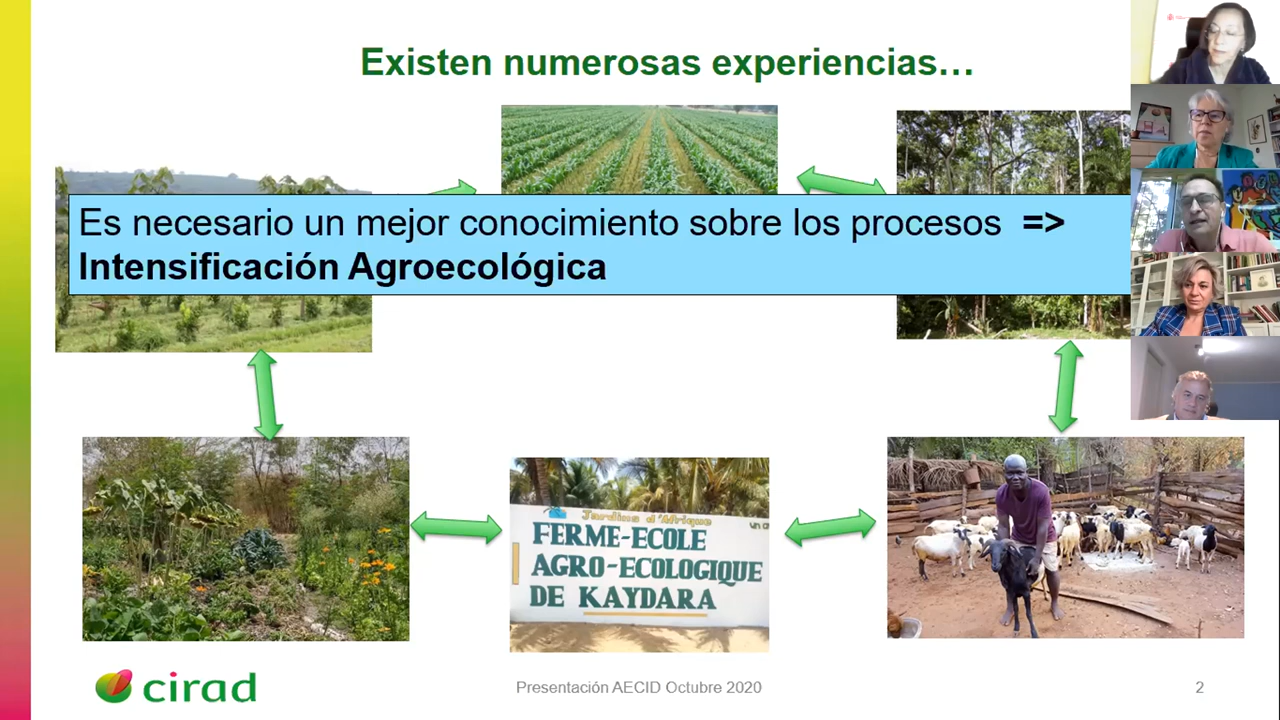 Existen numerosas experiencias…
Es necesario un mejor conocimiento sobre los procesos =>
Intensificación Agroecológica
Jardins d'Afrique
FERME-ECOLE
AGRO-ECOLOGIQUE
DE KAYDARA
cirad
Presentación AECID Octubre 2020
2